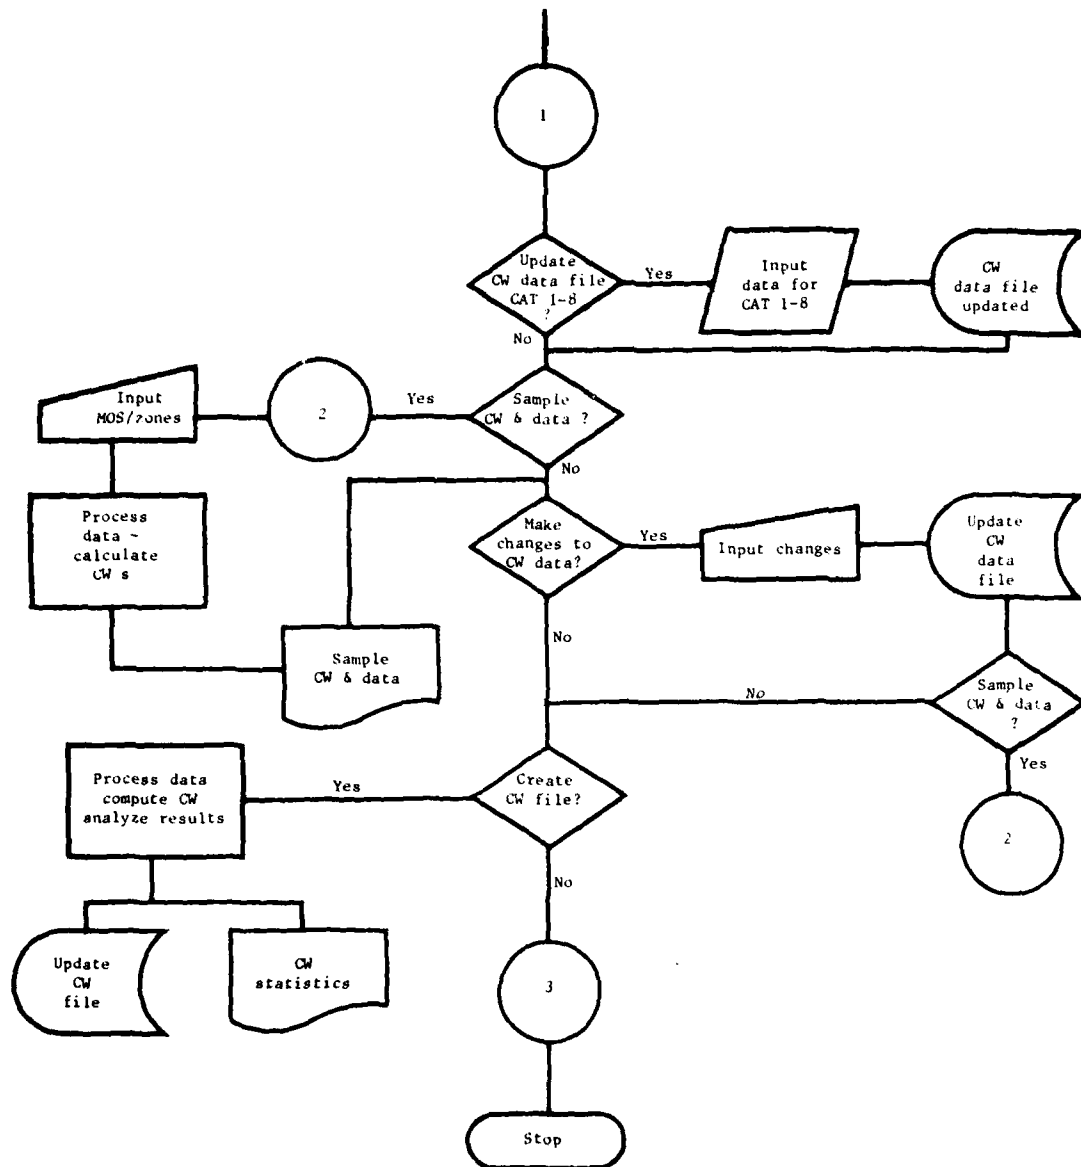 1
Update
CW data file
CAT 1-8
?
Yes
Input
data for
CAT 1-8
CW
data file
updated
No
Input
MOS/zones
2
Yes
Sample
CW & data ?
No
Process
data ~
calculate
CW s
Make
changes to
CW data?
Yes
Input changes
Update
CW
data
file
No
Sample
CW & data
No
Sample
CW & data
?
Yes
2
Process data
compute CW
analyze results
Yes
Create
CW file?
No
Update
CW
file
CW
statistics
3
Stop